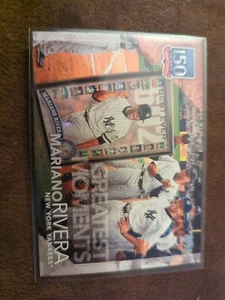 150
GREATEST
MOMENTS
MARIANO RIVERA
NEW YORK YANKEES